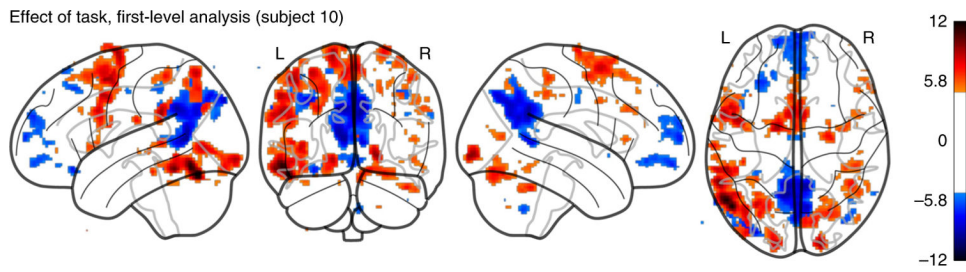 Effect of task, first-level analysis (subject 10)
L R
L R
12
5.8
0
−5.8
−12